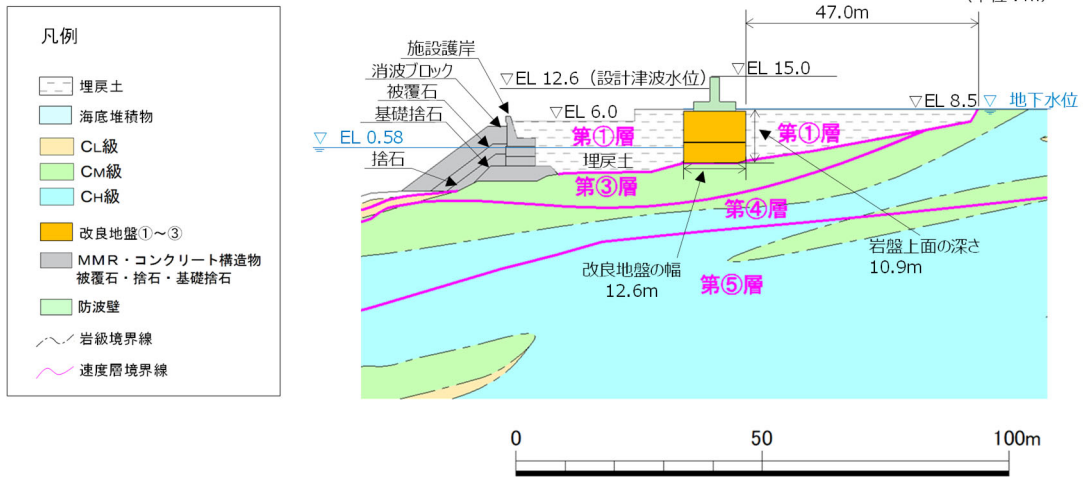 凡例
埋戻土
海底堆積物
CL級
CM級
CH級
改良地盤①～③
MMR・コンクリート構造物
被覆石・捨石・基礎捨石
防波壁
岩級境界線
速度層境界線
47.0m
施設護岸
消波ブロック
被覆石
基礎捨石
捨石
▽EL 12.6（設計津波水位）
▽EL 15.0
▽EL 6.0
▽EL 8.5
▽ 地下水位
EL 0.58
第①層
第①層
埋戻土
第③層
第④層
第⑤層
改良地盤の幅
12.6m
岩盤上面の深さ
10.9m
0 50 100m